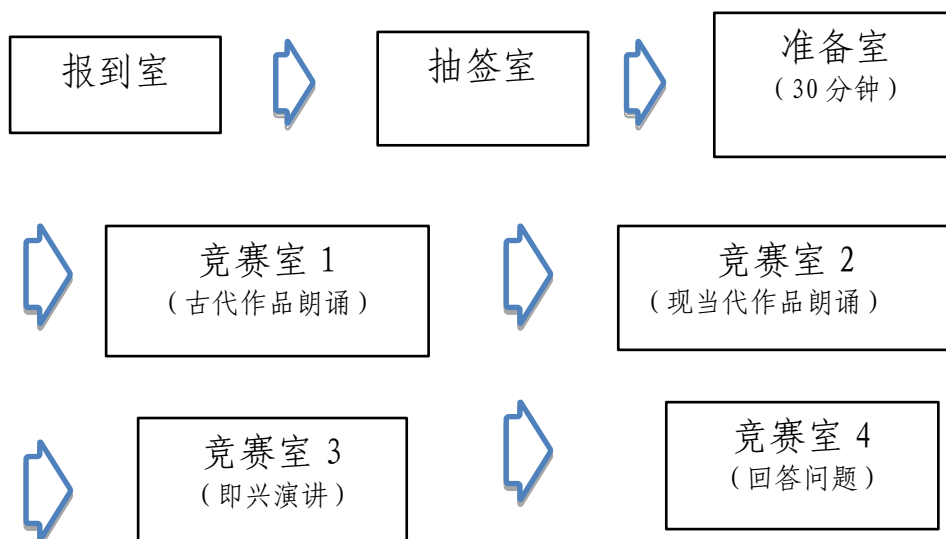 报到室
抽签室
准备室
（30分钟）
竞赛室 1
（古代作品朗诵）
竞赛室 2
（现当代作品朗诵）
竞赛室 3
（即兴演讲）
竞赛室 4
（回答问题）